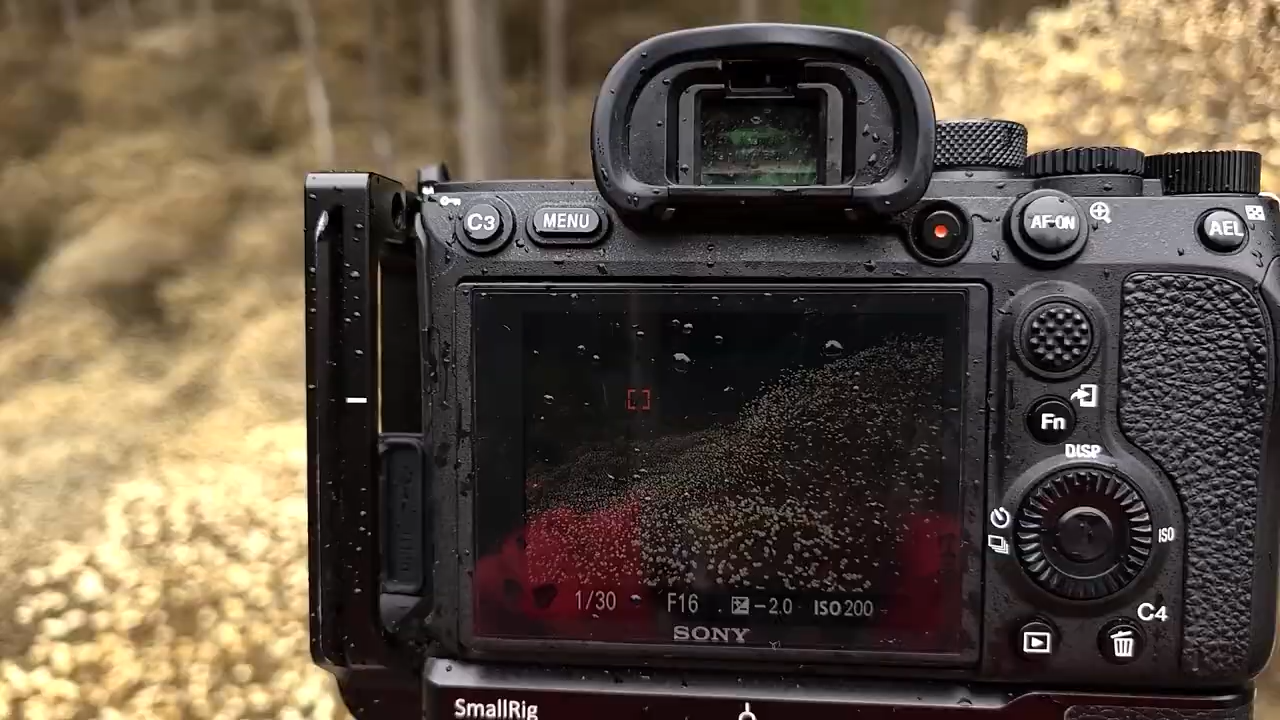 C3
MENU
AF-ON
AEL
Fn
DISP
ISO
1/30 F16 -2.0 ISO 200
SONY
C4
SmallRig